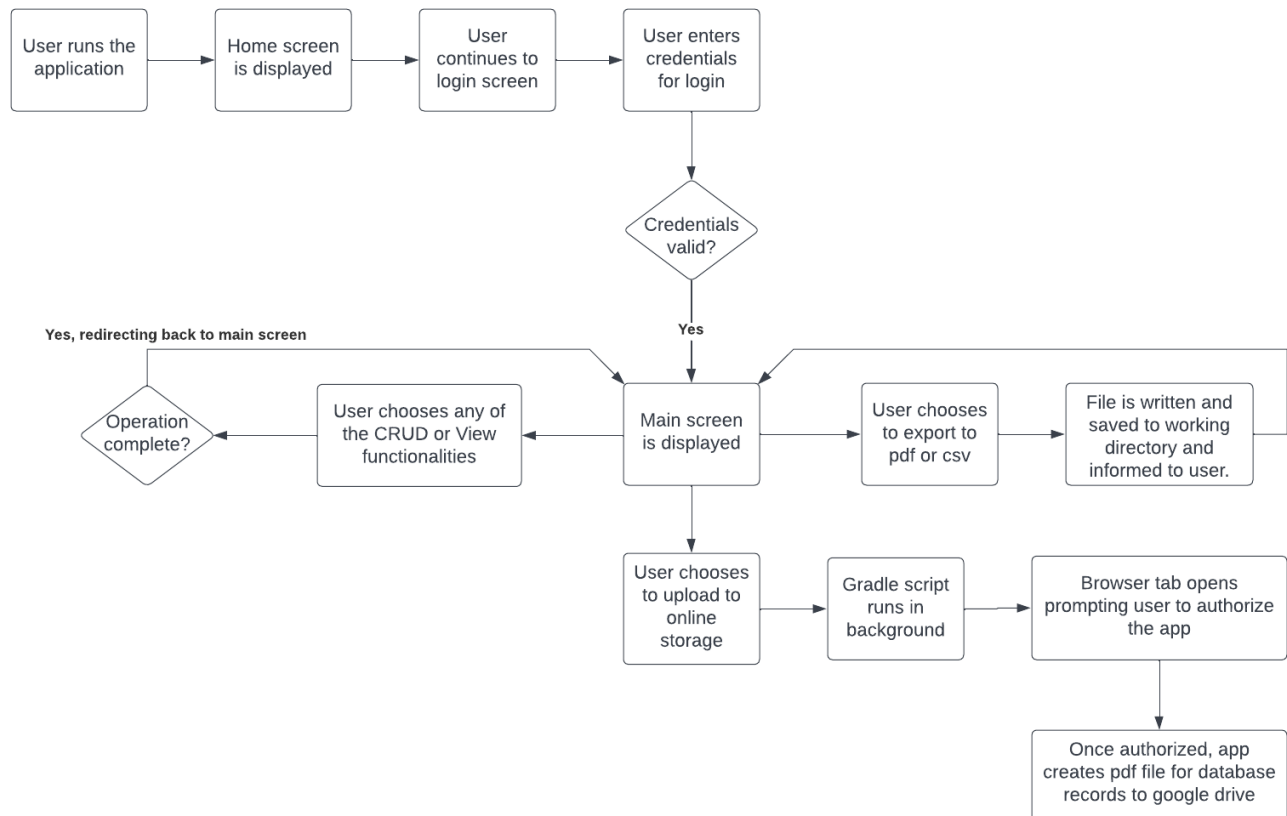 User runs the
application
Home screen
is displayed
User
continues to
login screen
User enters
credentials
for login
Credentials
valid?
Yes
Yes, redirecting back to main screen
Operation
complete?
User chooses any of
the CRUD or View
functionalities
Main screen
is displayed
User chooses
to export to
pdf or csv
File is written and
saved to working
directory and
informed to user.
User chooses
to upload to
online
storage
Gradle script
runs in
background
Browser tab opens
prompting user to authorize
the app
Once authorized, app
creates pdf file for database
records to google drive